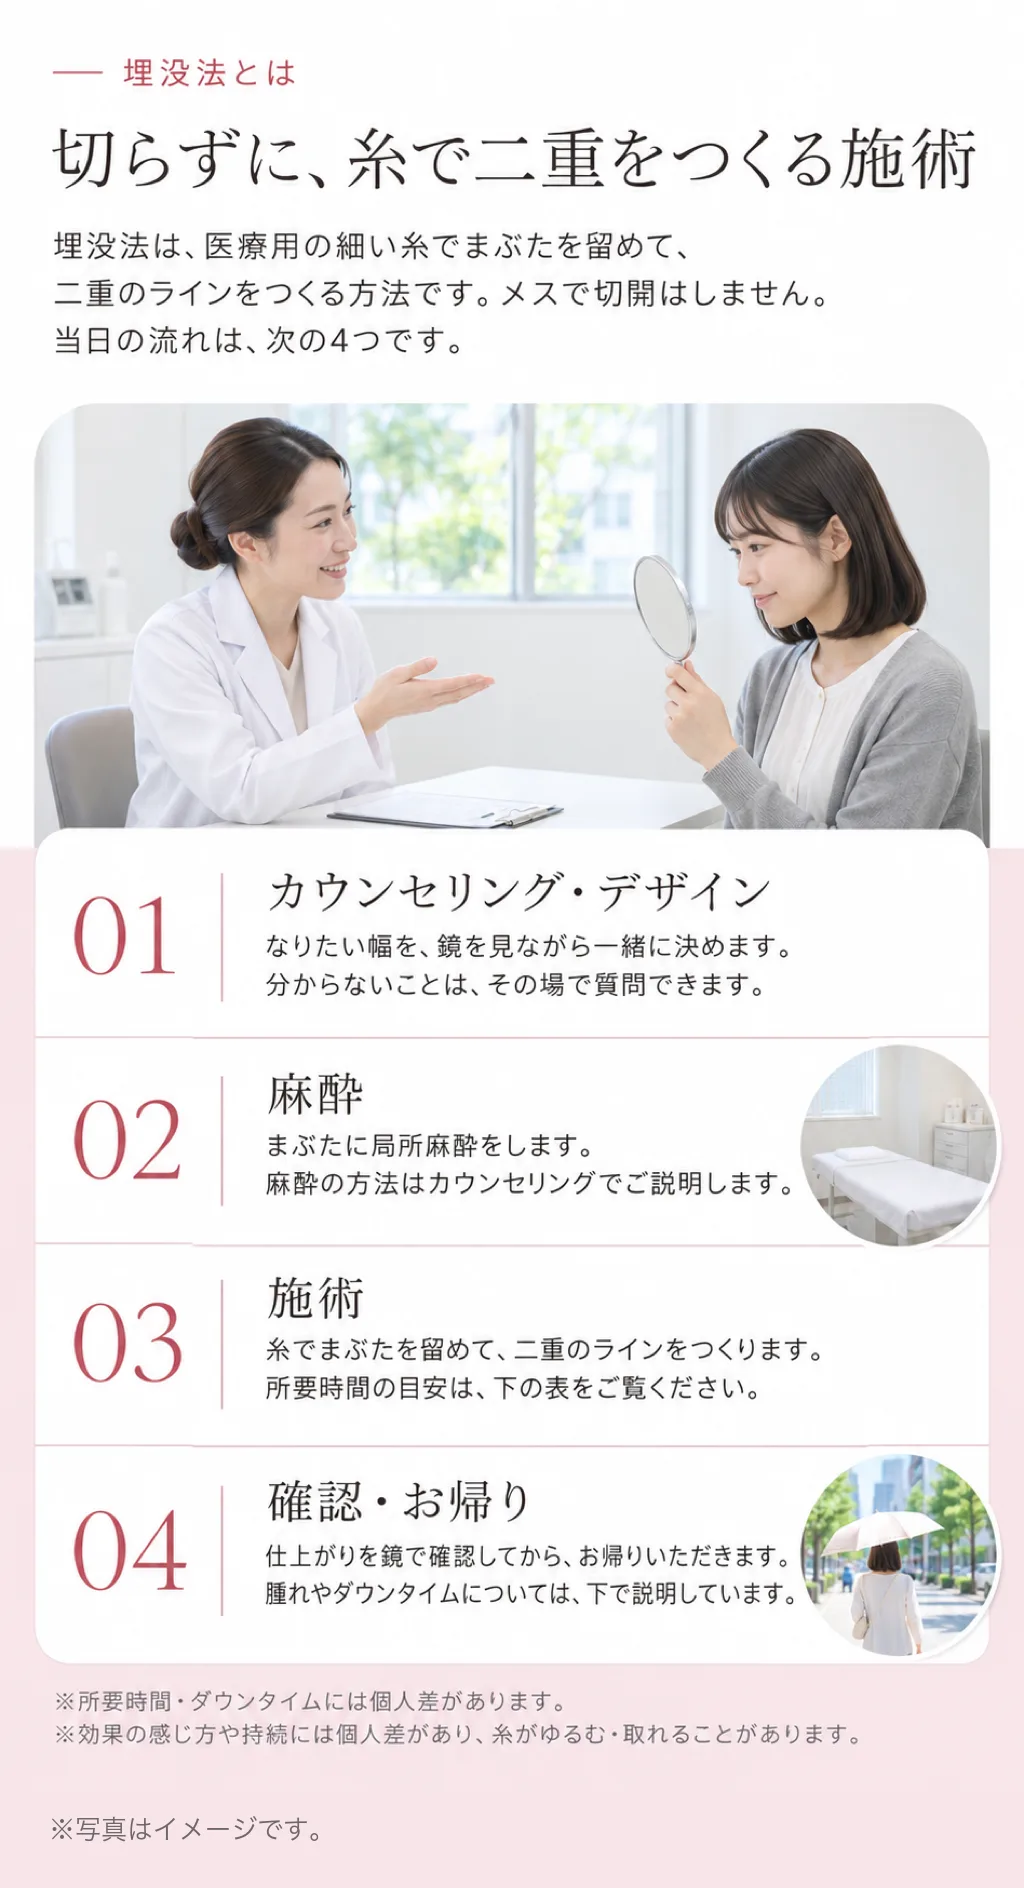 埋没法とは
切らずに、糸で二重をつくる施術
埋没法は、医療用の細い糸でまぶたを留めて、
二重のラインをつくる方法です。メスで切開はしません。
当日の流れは、次の4つです。
01
カウンセリング・デザイン
なりたい幅を、鏡を見ながら一緒に決めます。
分からないことは、その場で質問できます。
02
麻酔
まぶたに局所麻酔をします。
麻酔の方法はカウンセリングでご説明します。
03
施術
糸でまぶたを留めて、二重のラインをつくります。
所要時間の目安は、下の表をご覧ください。
04
確認・お帰り
仕上がりを鏡で確認してから、お帰りいただきます。
腫れやダウンタイムについては、下で説明しています。
※所要時間・ダウンタイムには個人差があります。
※効果の感じ方や持続には個人差があり、糸がゆるむ・取れることがあります。
※写真はイメージです。